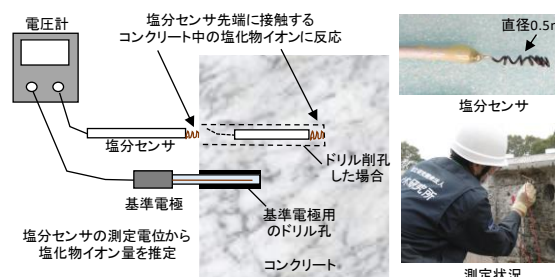 電圧計
塩分センサ先端に接触する
コンクリート中の塩化物イオンに反応
塩分センサ
ドリル削孔
した場合
基準電極
基準電極用
のドリル孔
塩分センサの測定電位から
塩化物イオン量を推定
コンクリート
直径0.5m
塩分センサ
測定状況